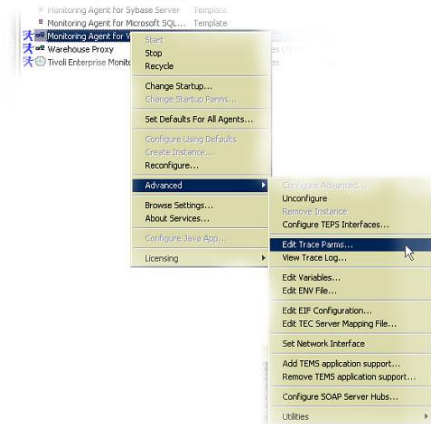 Monitoring Agent for Sybase Server Template
Monitoring Agent for Microsoft SQL... Template
Monitoring Agent for
Warehouse Proxy
Tivoli Enterprise
Start
Stop
Recycle
Change Startup...
Change Startup Parms...
Set Defaults For All Agents...
Configure Using Defaults
Create Instance...
Reconfigure...
Advanced
Browse Settings...
About Services...
Configure Java App...
Licensing
Configure Advanced...
Unconfigure
Remove Instance
Configure TEPS Interfaces...
Edit Trace Parms...
View Trace Log...
Edit Variables...
Edit ENV File...
Edit EIF Configuration...
Edit TEC Server Mapping File...
Set Network Interface
Add TEMS application support...
Remove TEMS application support...
Configure SOAP Server Hubs...
Utilities